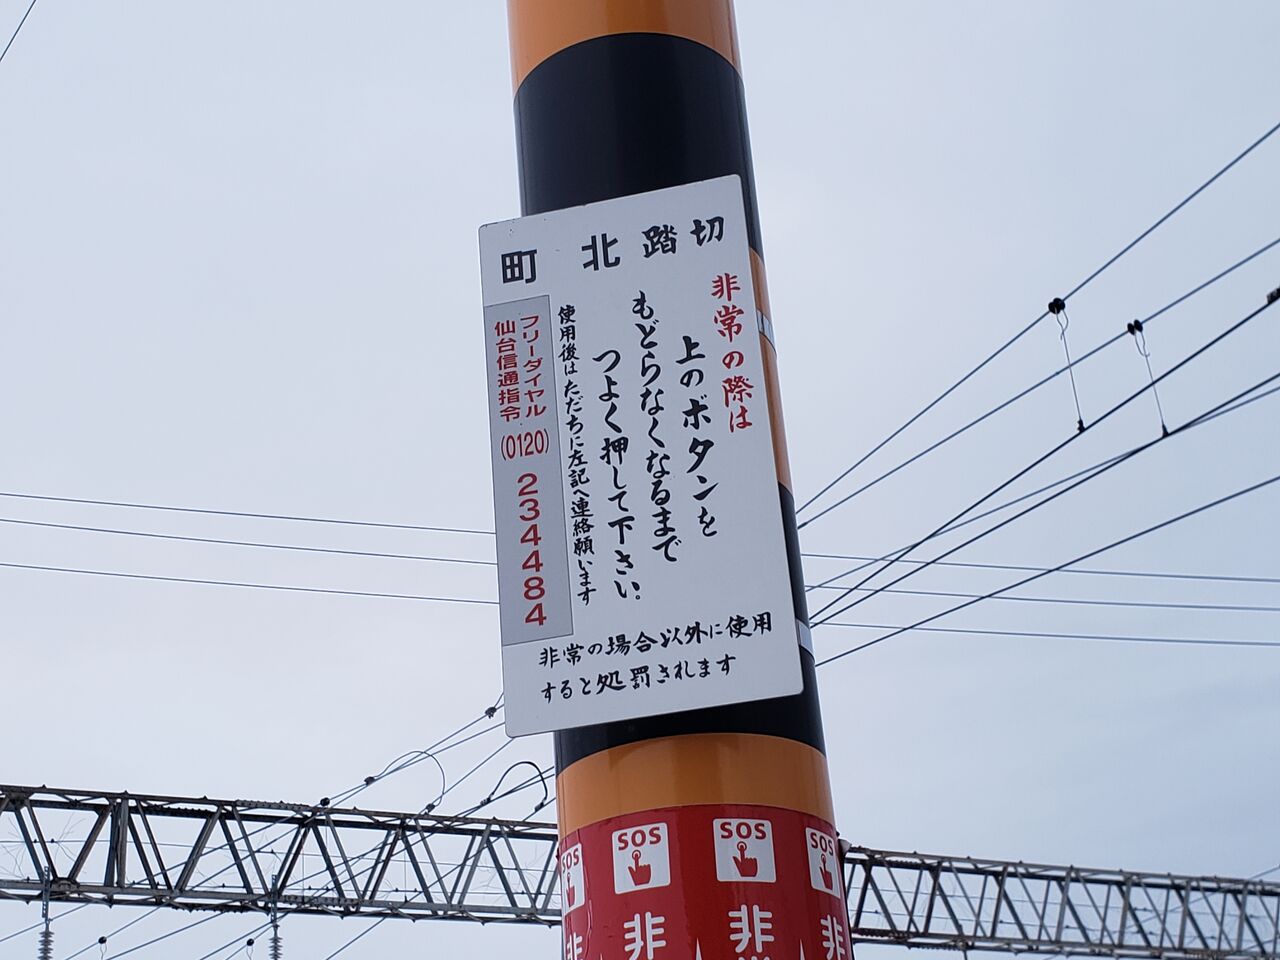 町 北踏切
非常の際は
上のボタンを
もどらなくなるまで
つよく押して下さい。
使用後はただちに左記へ連絡願います
フリーダイヤル
仙台信通指令
(0120)
234484
非常の場合以外に使用
すると処罰されます
SOS
SOS
SOS
SOS
非
非
非常
非